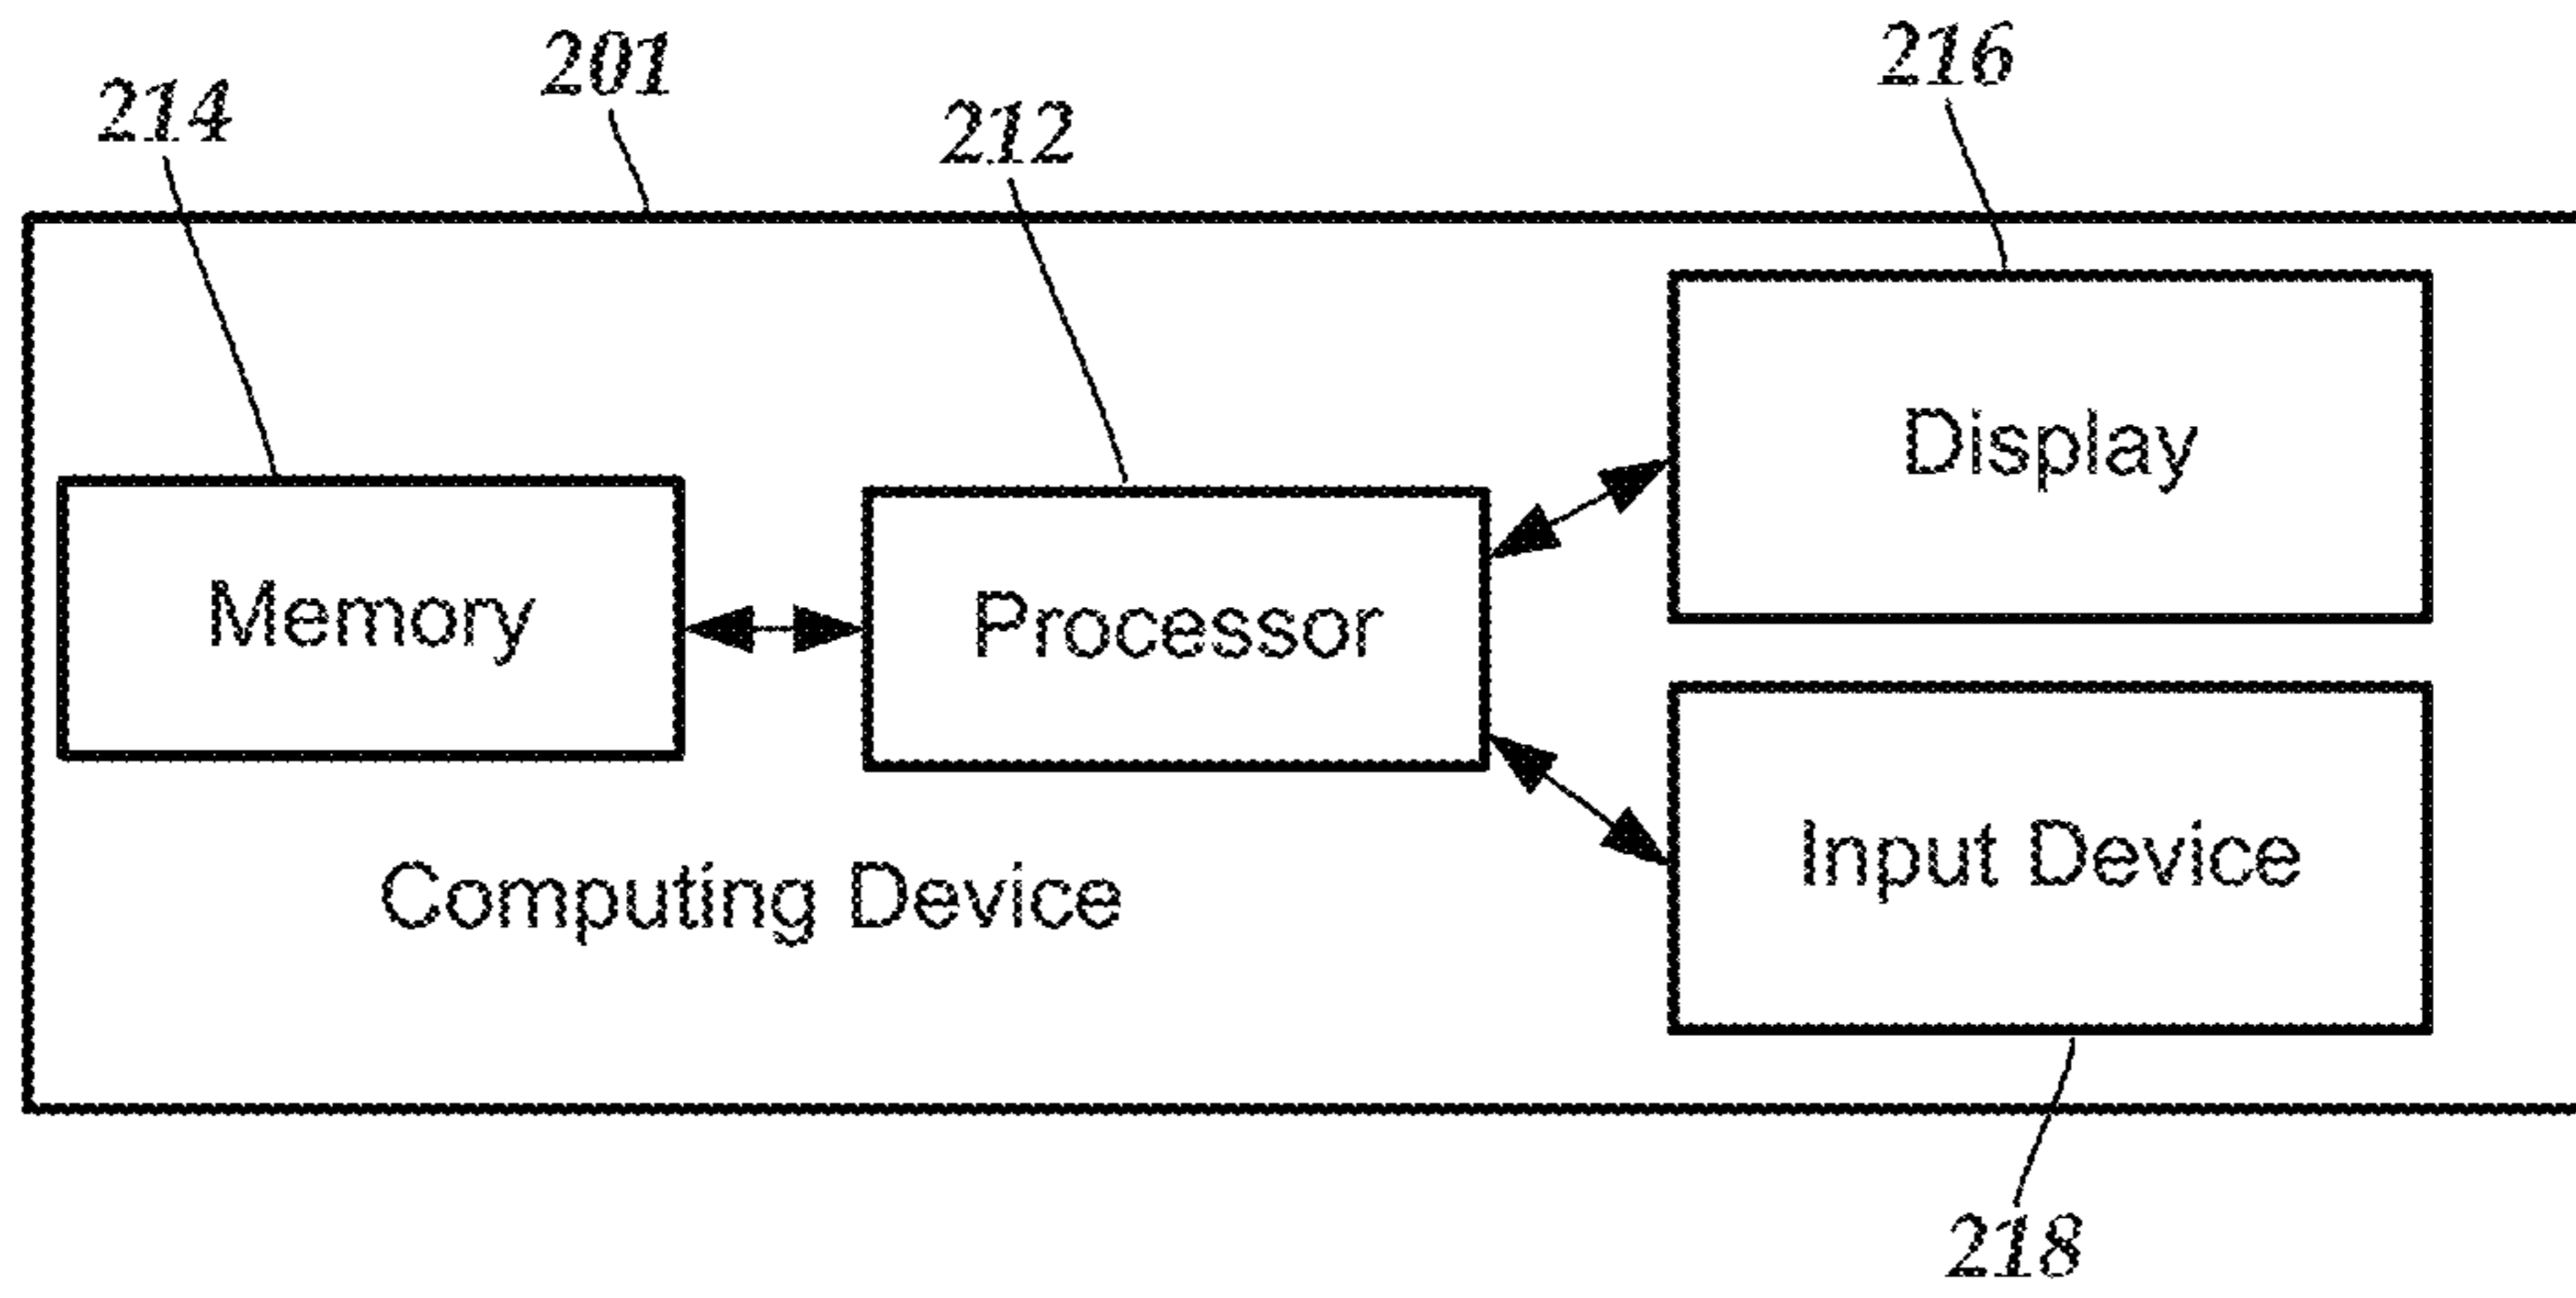 214
201
212
216
Display
Memory
Processor
Input Device
Computing Device
218